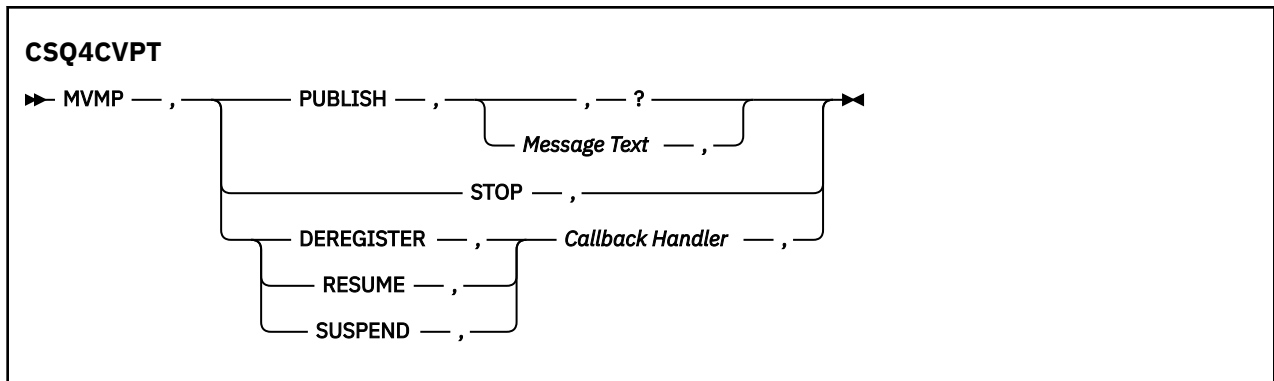 CSQ4CVPT
MVMP , PUBLISH , , ?
Message Text ,
STOP ,
DEREGISTER , Callback Handler ,
RESUME ,
SUSPEND ,